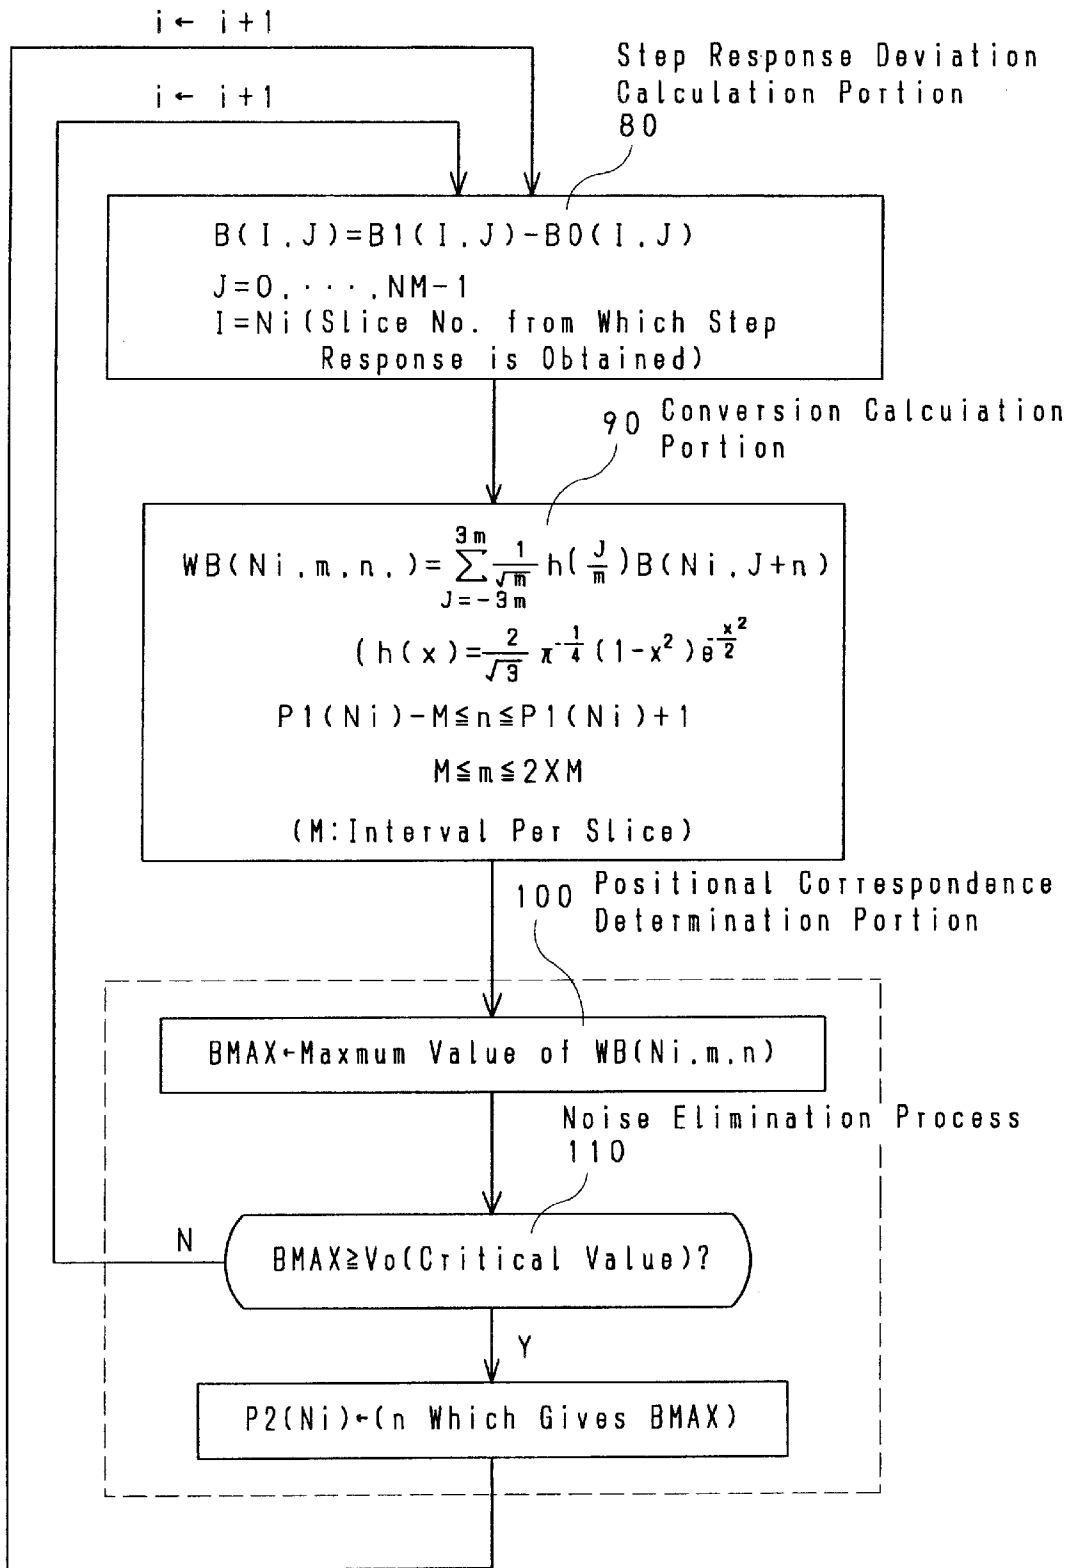 i ← i+1
Step Response Deviation
Calculation Portion
80
i ← i+1
B(I,J)=B1(I,J)-B0(I,J)
J=0,····,NM-1
I=Ni(Slice No. from Which Step
Response is Obtained)
90 Conversion Calcuiation
Portion
WB(Ni,m,n,)=∑_{J=-3m}^{3m} 1/√m h(J/m)B(Ni,J+n)
(h(x)=2/√3 π^{-1/4} (1-x²)e^{-x²/2}
P1(Ni)-M≦n≦P1(Ni)+1
M≦m≦2XM
(M:Interval Per Slice)
100 Positional Correspondence
Determination Portion
BMAX←Maxmum Value of WB(Ni,m,n)
Noise Elimination Process
110
N
BMAX≧Vo(Critical Value)?
Y
P2(Ni)←(n Which Gives BMAX)